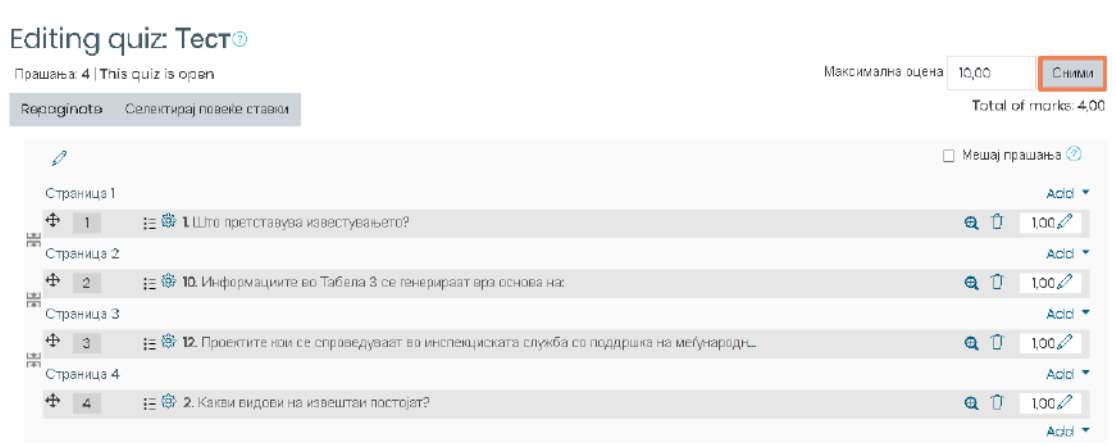 Editing quiz: Тест
Прашања: 4 | This quiz is open
Максимална оцена 10,00 Сними
Repaginate Селектирај повеќе ставки
Total of marks: 4,00
Мешај прашања
Страница 1
Add
1 1. Што претставува известувањето? 1,00
Страница 2
Add
2 10. Информациите во Табела 3 се генерираат врз основа на: 1,00
Страница 3
Add
3 12. Проектите кои се спроведуваат во инспекциската служба со поддршка на меѓународн... 1,00
Страница 4
Add
4 2. Какви видови на извештаи постојат? 1,00
Add